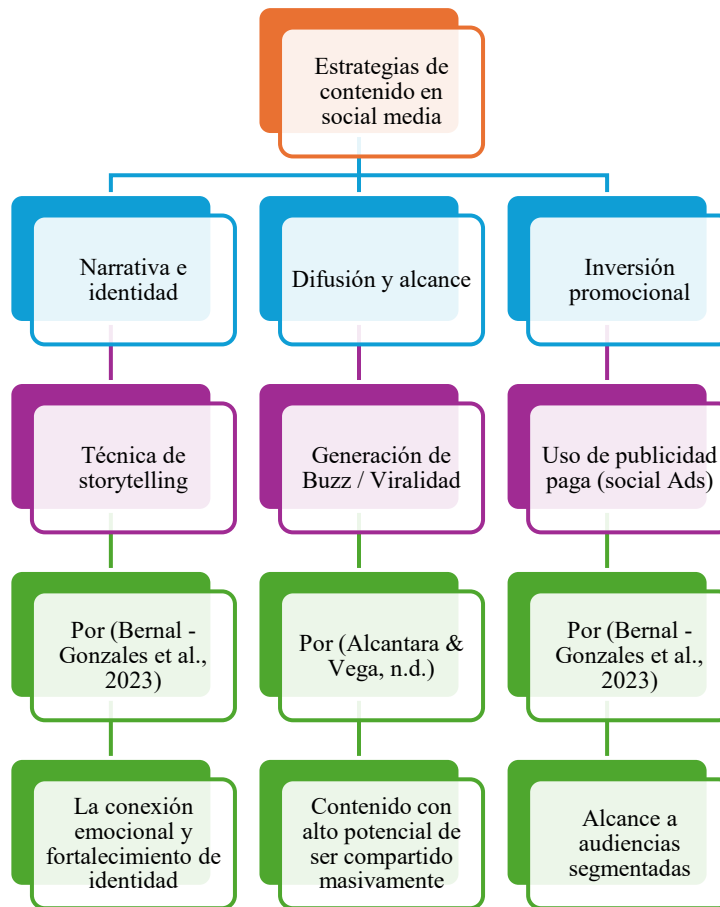 Estrategias de
contenido en
social media
Narrativa e
identidad
Difusión y alcance
Inversión
promocional
Técnica de
storytelling
Generación de
Buzz / Viralidad
Uso de publicidad
paga (social Ads)
Por (Bernal -
Gonzales et al.,
2023)
Por (Alcantara &
Vega, n.d.)
Por (Bernal -
Gonzales et al.,
2023)
La conexión
emocional y
fortalecimiento de
identidad
Contenido con
alto potencial de
ser compartido
masivamente
Alcance a
audiencias
segmentadas